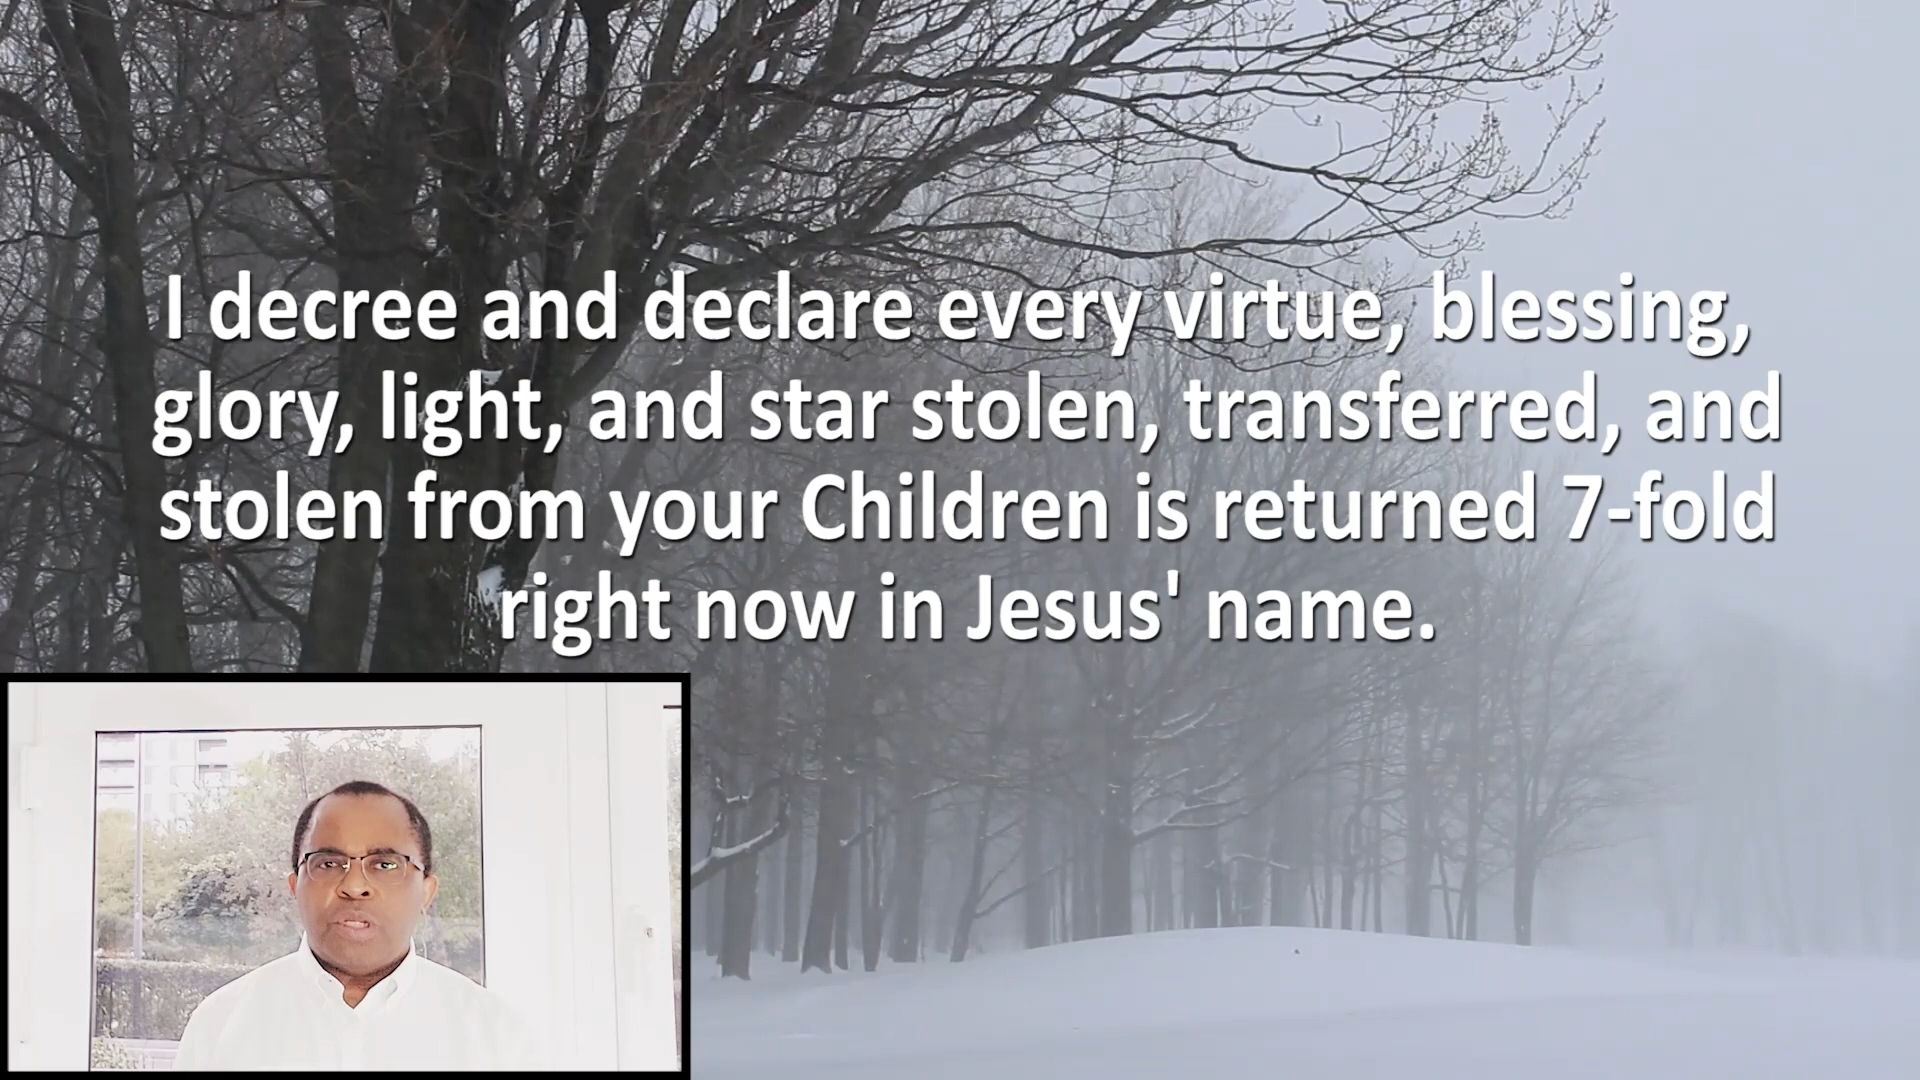 I decree and declare every virtue, blessing,
glory, light, and star stolen, transferred, and
stolen from your Children is returned 7-fold
right now in Jesus' name.